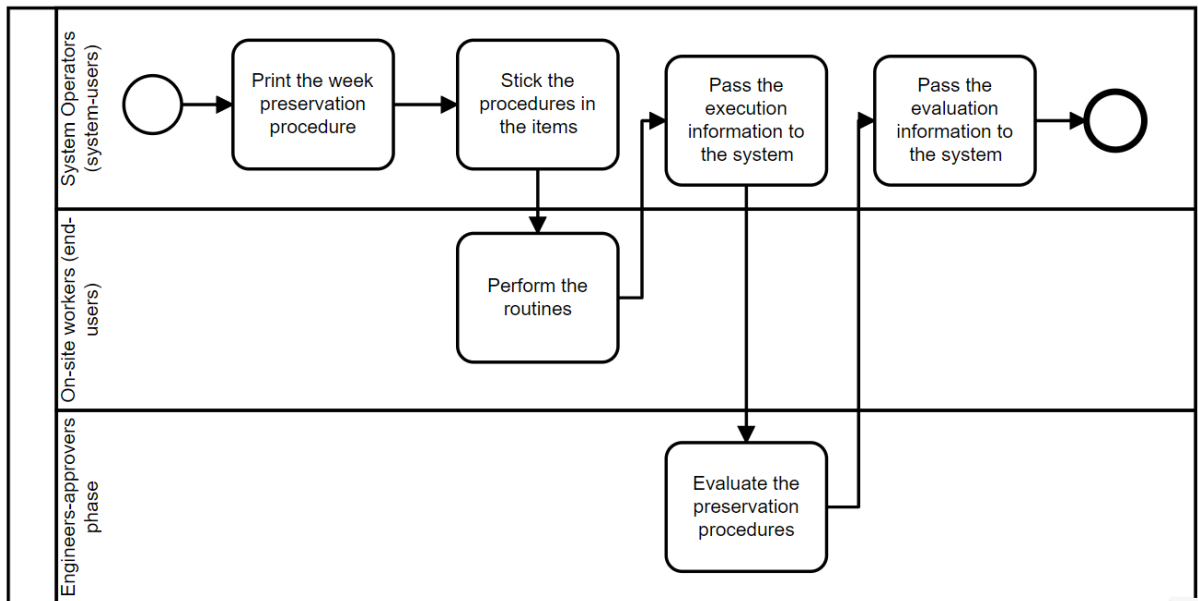 System Operators
(system-users)
Print the week
preservation
procedure
Stick the
procedures in
the items
Pass the
execution
information to
the system
Pass the
evaluation
information to
the system
On-site workers (end-
users)
Perform the
routines
Engineers-approvers
phase
Evaluate the
preservation
procedures